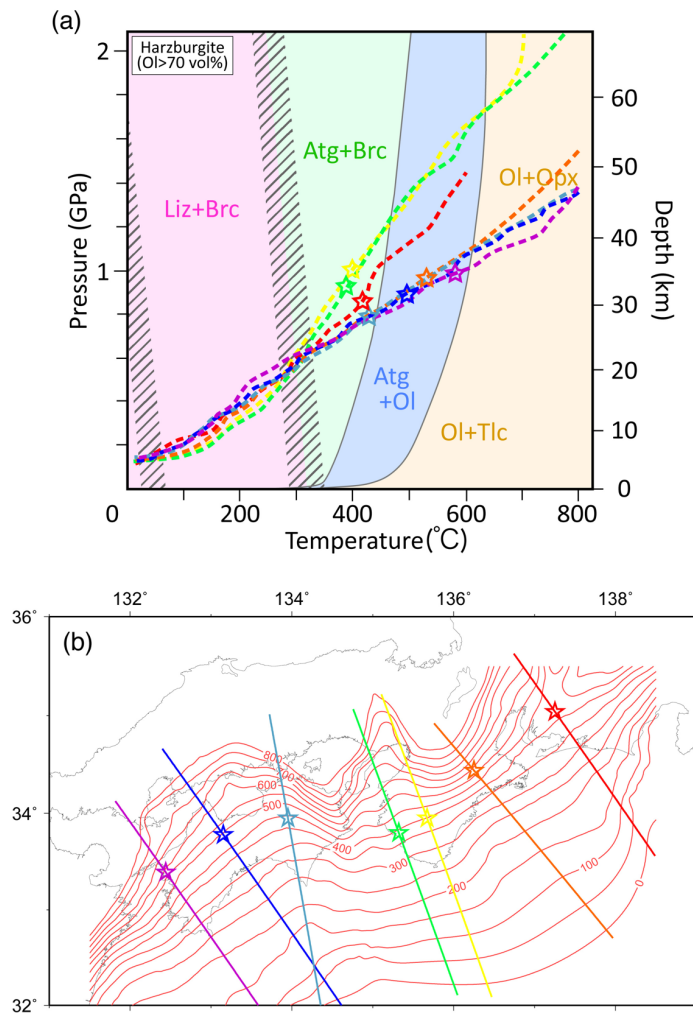 (a)
Harzburgite
(Ol>70 vol%)
2
1
Pressure (GPa)
Liz+Brc
Atg+Brc
Atg
+Ol
Ol+Opx
Ol+Tlc
60
50
40
30
20
10
0
Depth (km)
0 200 400 600 800
Temperature(°C)
132° 134° 136° 138°
36°
34°
32°
(b)
800
700
600
500
400
300
200
100
0